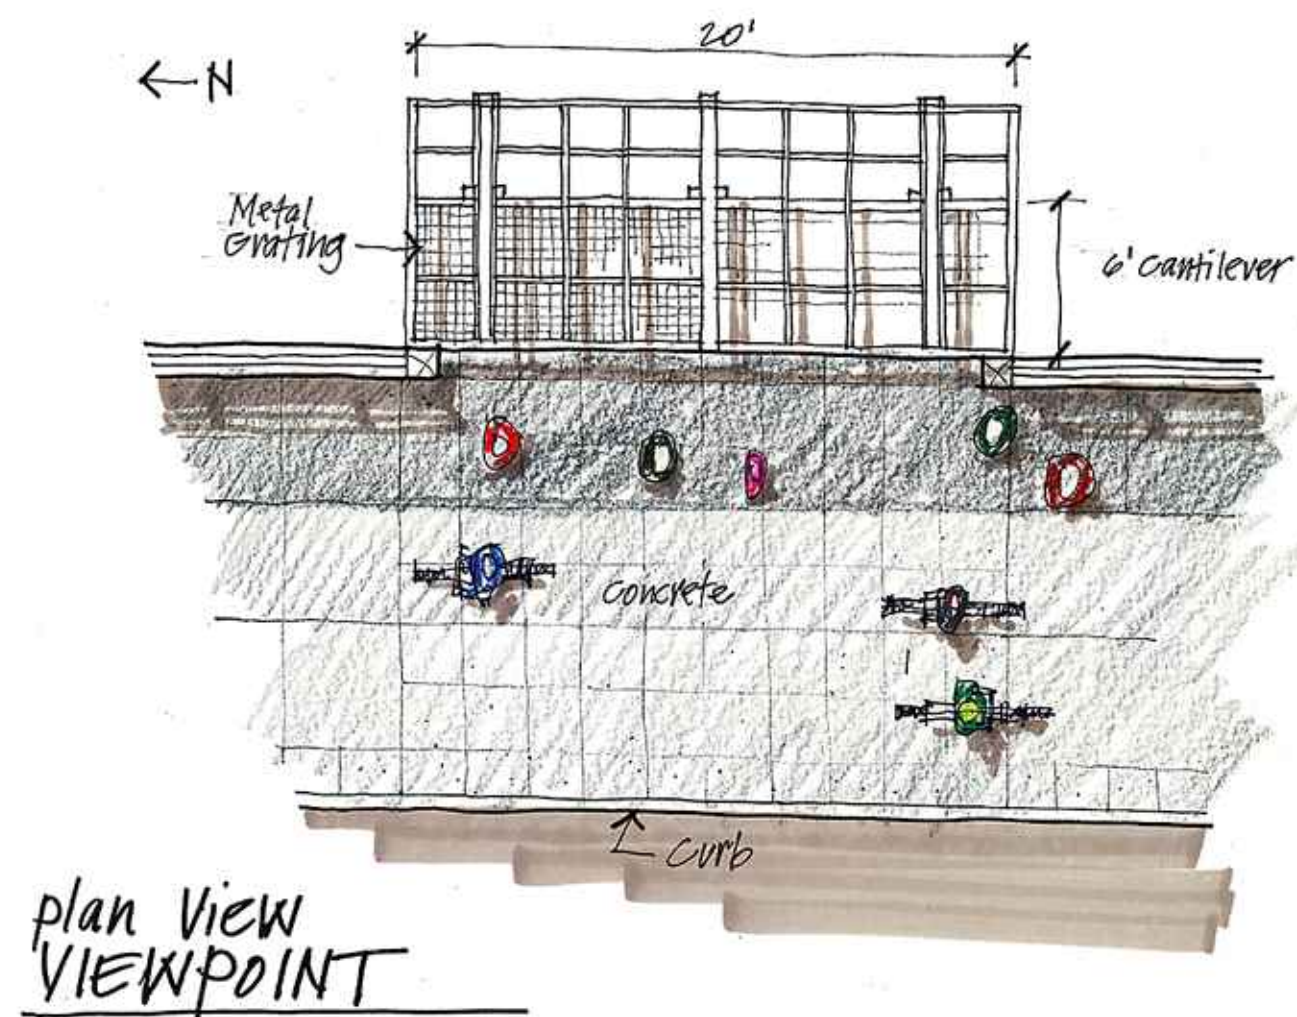 20'
N
Metal
Grating
6' Cantilever
Concrete
Curb
plan View
VIEWPOINT